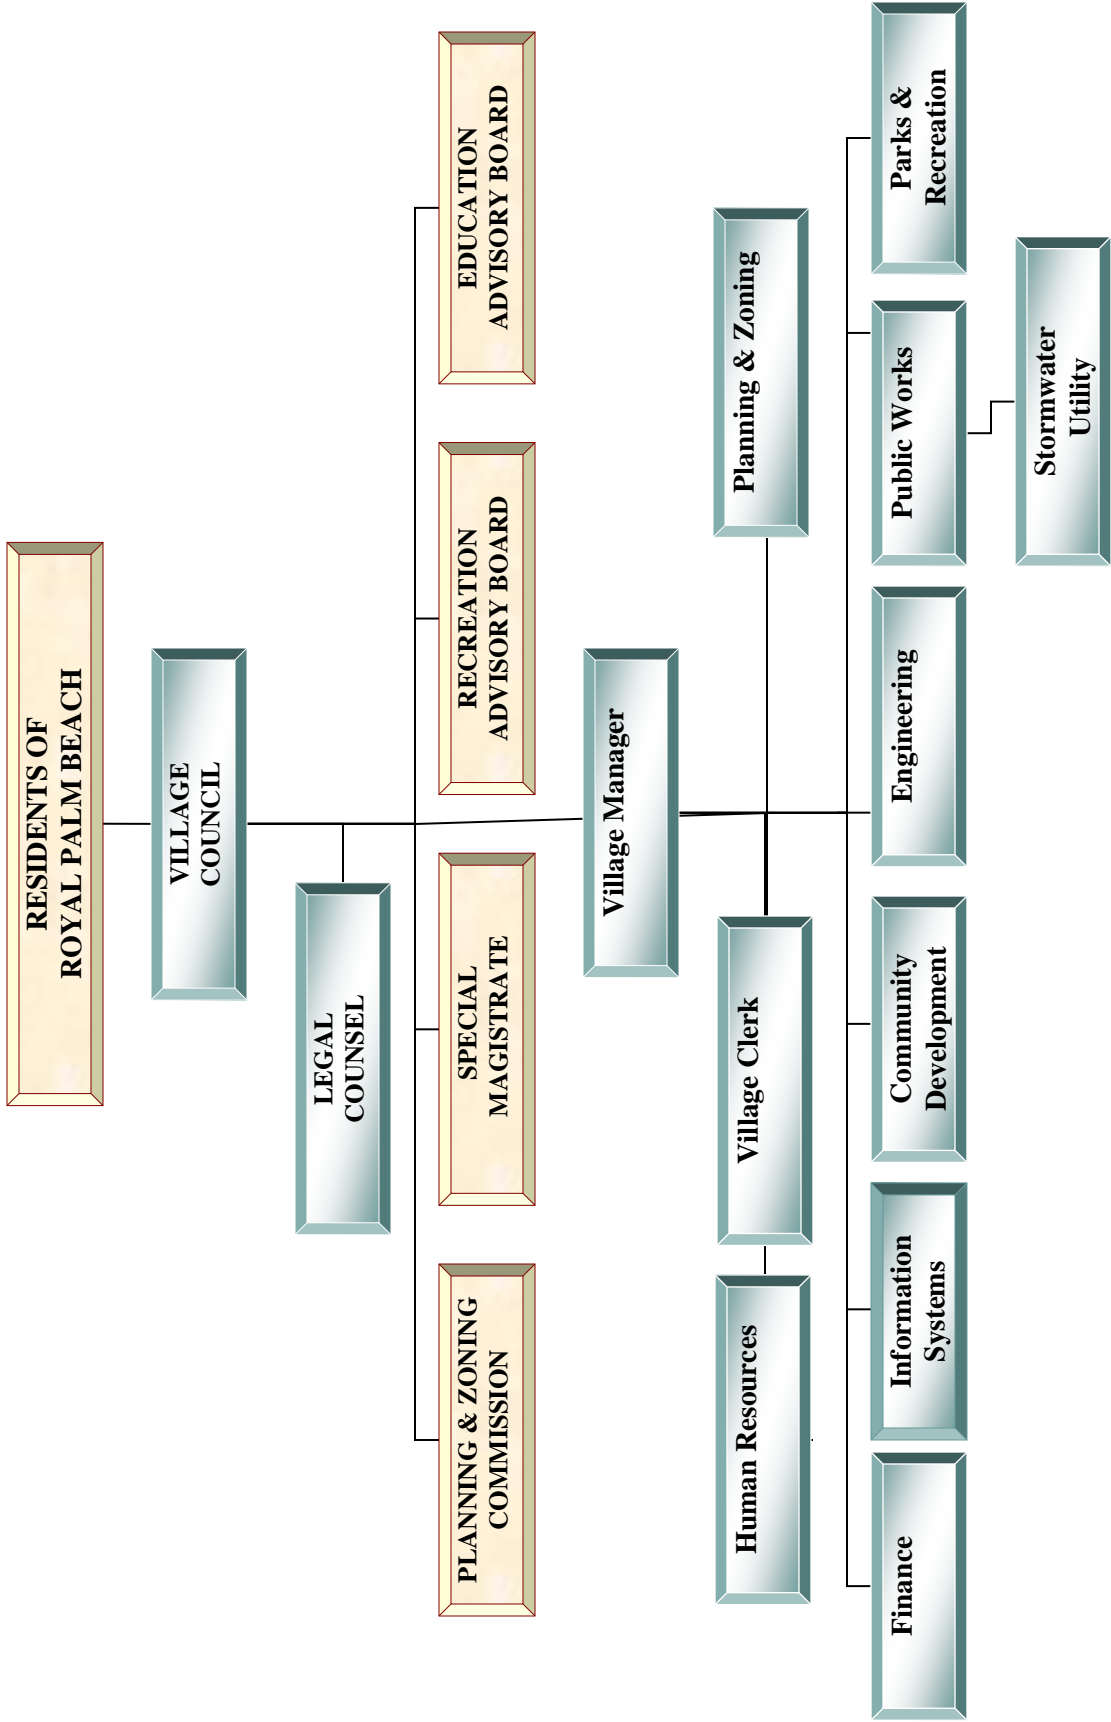 RESIDENTS OF
ROYAL PALM BEACH
VILLAGE
COUNCIL
LEGAL
COUNSEL
PLANNING & ZONING
COMMISSION
SPECIAL
MAGISTRATE
RECREATION
ADVISORY BOARD
EDUCATION
ADVISORY BOARD
Village Manager
Human Resources
Village Clerk
Planning & Zoning
Finance
Information
Systems
Community
Development
Engineering
Public Works
Parks &
Recreation
Stormwater
Utility